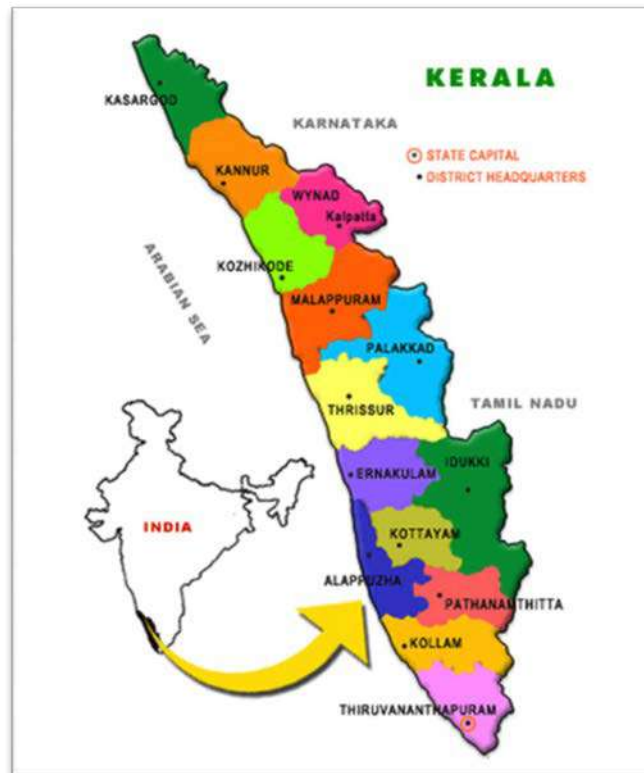 KERALA
KASARGOD
KARNATAKA
STATE CAPITAL
DISTRICT HEADQUARTERS
KANNUR
WYNAD
Kalpatta
ARABIAN SEA
KOZHIKODE
MALAPPURAM
PALAKKAD
THRISSUR
TAMIL NADU
ERNAKULAM
IDUKKI
INDIA
KOTTAYAM
ALAPPUZHA
PATHANAMTHITTA
KOLLAM
THIRUVANANTHAPURAM